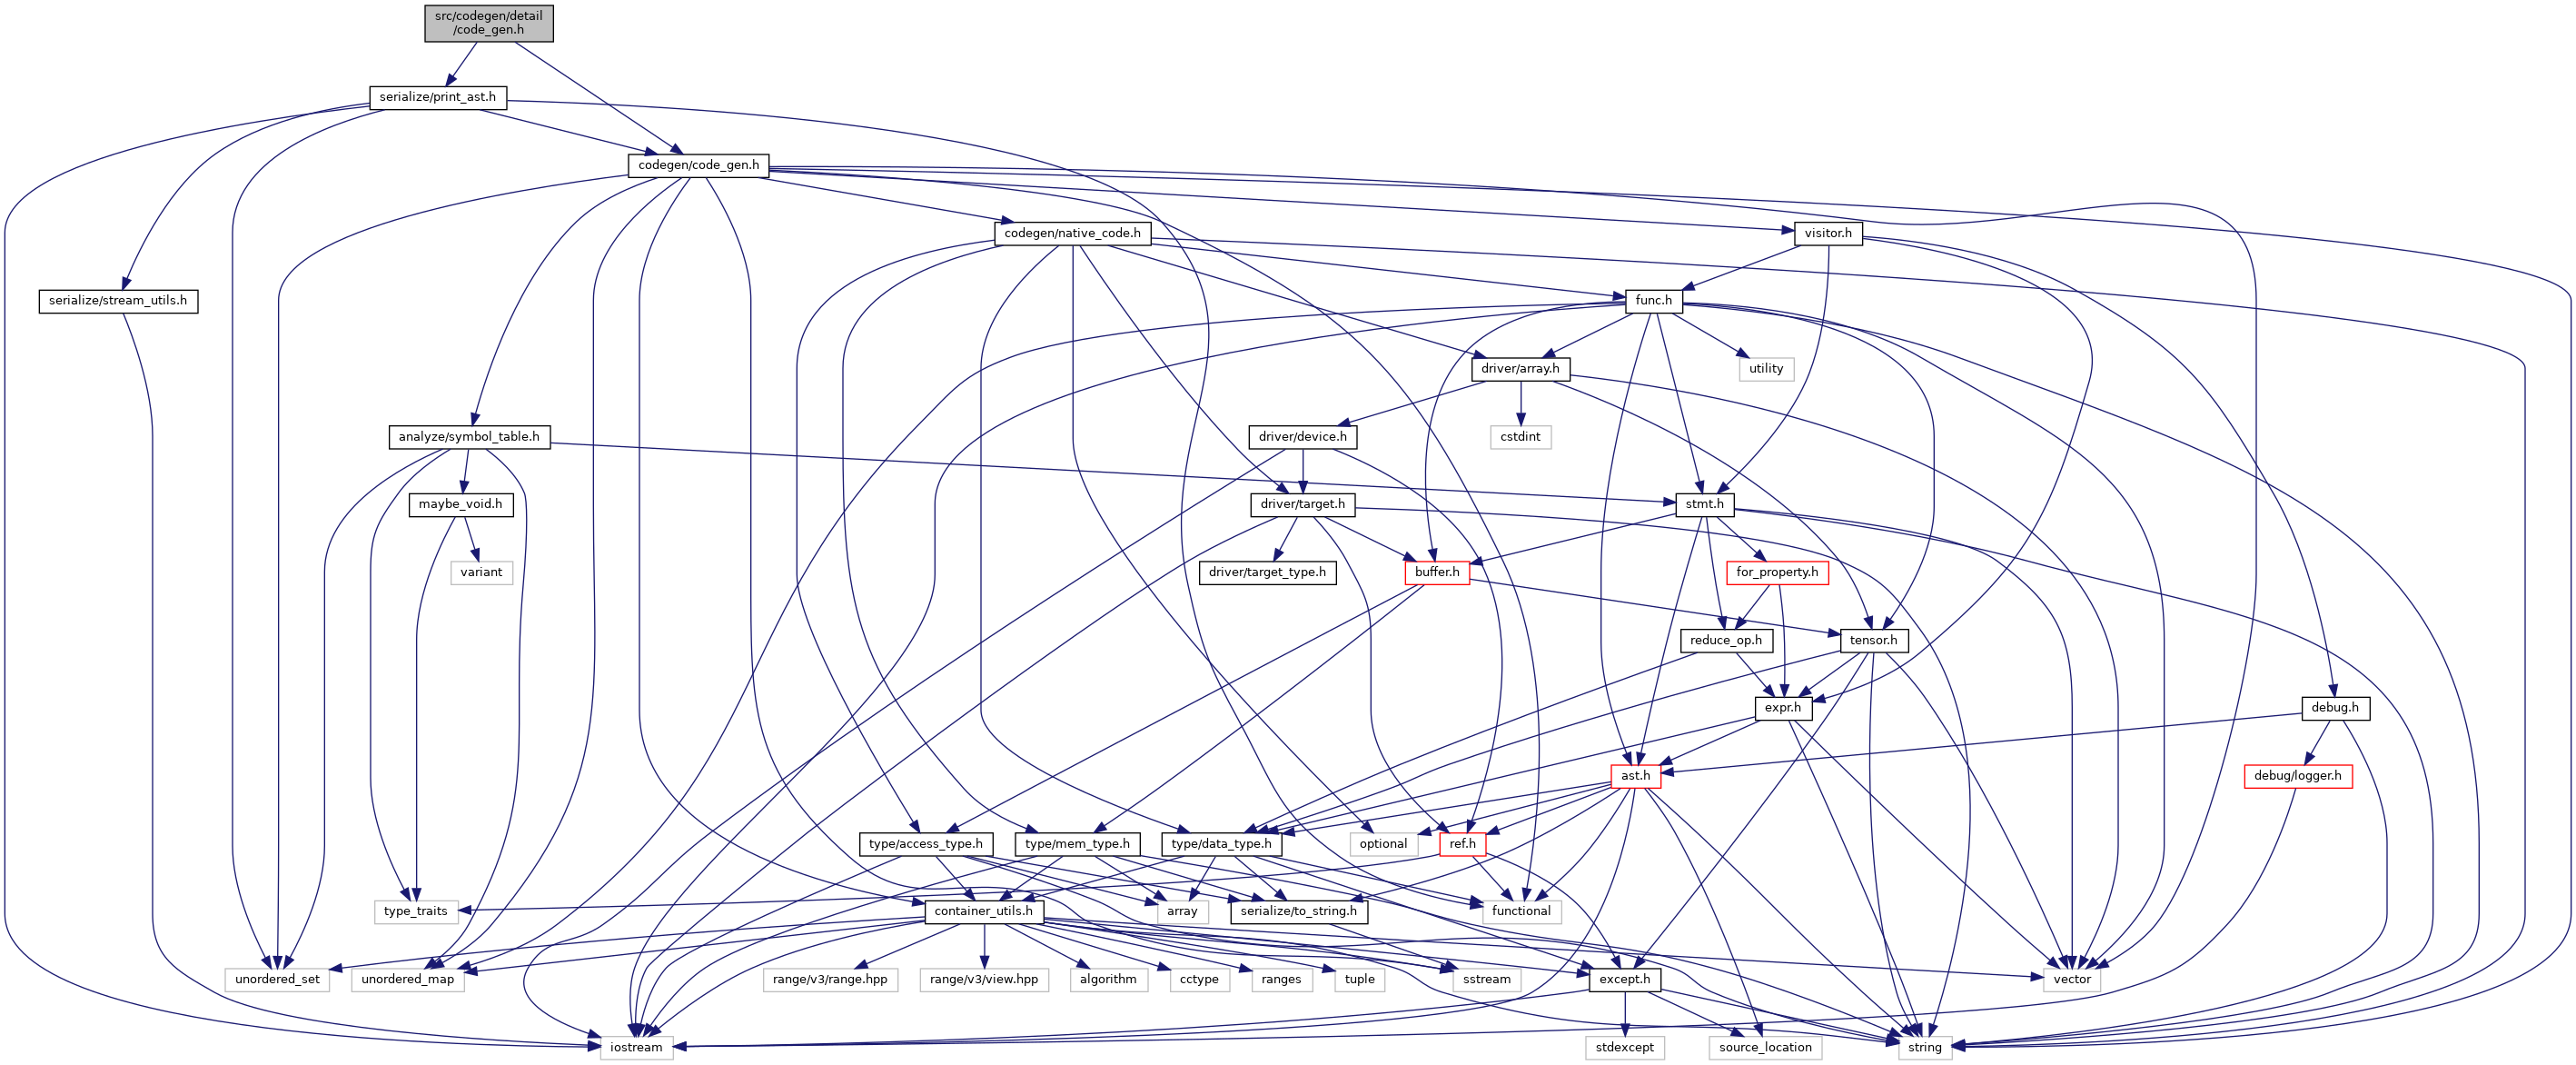 src/codegen/detail
/code_gen.h
serialize/print_ast.h
codegen/code_gen.h
codegen/native_code.h
visitor.h
serialize/stream_utils.h
func.h
driver/array.h
utility
analyze/symbol_table.h
driver/device.h
cstdint
maybe_void.h
driver/target.h
stmt.h
variant
driver/target_type.h
buffer.h
for_property.h
reduce_op.h
tensor.h
expr.h
debug.h
ast.h
debug/logger.h
type/access_type.h
type/mem_type.h
type/data_type.h
optional
ref.h
type_traits
container_utils.h
array
serialize/to_string.h
functional
unordered_set
unordered_map
range/v3/range.hpp
range/v3/view.hpp
algorithm
cctype
ranges
tuple
sstream
except.h
vector
iostream
stdexcept
source_location
string